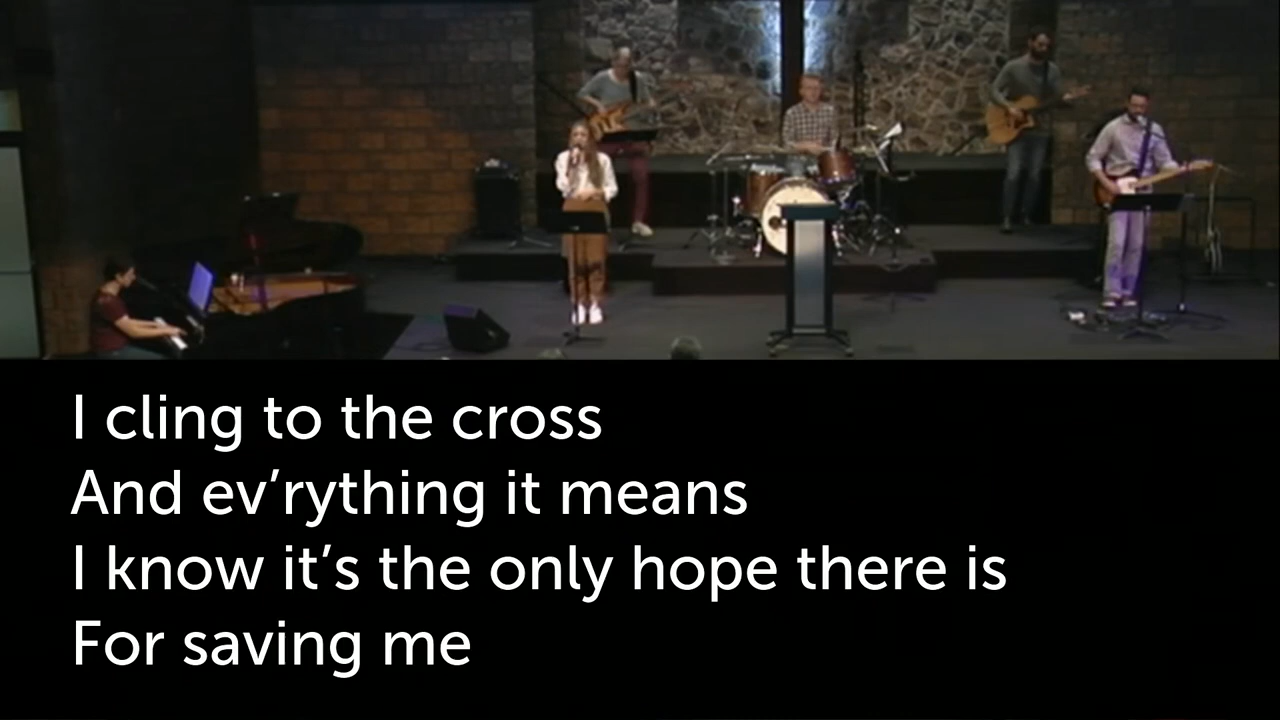 I cling to the cross
And ev’rything it means
I know it’s the only hope there is
For saving me